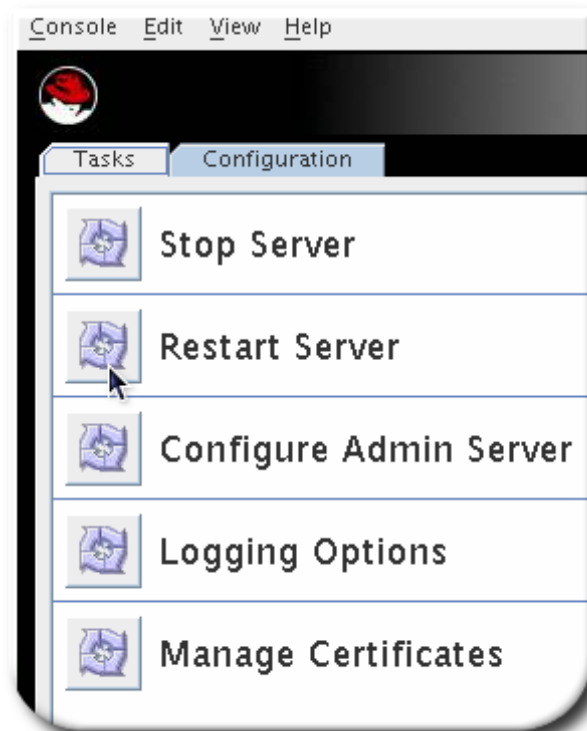 Console Edit View Help
Tasks Configuration
Stop Server
Restart Server
Configure Admin Server
Logging Options
Manage Certificates